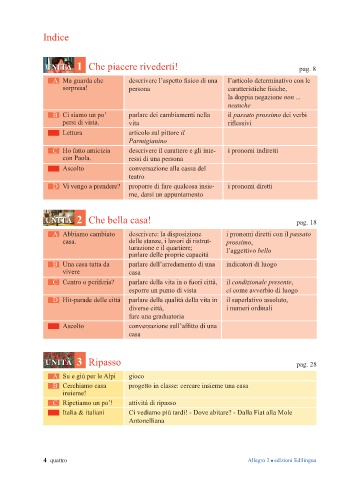 Indice
UNITÀ 1 Che piacere rivederti! pag. 8
A Ma guarda che descrivere l'aspetto fisico di una l'articolo determinativo con le
sorpresa! persona caratteristiche fisiche,
la doppia negazione non ...
neanche
B Ci siamo un po' parlare dei cambiamenti nella il passato prossimo dei verbi
persi di vista. vita riflessivi
Lettura articolo sul pittore il
Parmigianino
C Ho fatto amicizia descrivere il carattere e gli inte- i pronomi indiretti
con Paola. ressi di una persona
Ascolto conversazione alla cassa del
teatro
D Vi vengo a prendere? proporre di fare qualcosa insie- i pronomi diretti
me, darsi un appuntamento
UNITÀ 2 Che bella casa! pag. 18
A Abbiamo cambiato descrivere: la disposizione i pronomi diretti con il passato
casa. delle stanze, i lavori di ristrut- prossimo,
turazione e il quartiere; l'aggettivo bello
parlare delle proprie capacità
B Una casa tutta da parlare dell'arredamento di una indicatori di luogo
vivere casa
C Centro o periferia? parlare della vita in o fuori città, il condizionale presente,
esporre un punto di vista ci come avverbio di luogo
D Hit-parade delle città parlare della qualità della vita in il superlativo assoluto,
diverse città, i numeri ordinali
fare una graduatoria
Ascolto conversazione sull'affitto di una
casa
UNITÀ 3 Ripasso pag. 28
A Su e giù per le Alpi gioco
B Cerchiamo casa progetto in classe: cercare insieme una casa
insieme!
C Ripetiamo un po'! attività di ripasso
Italia & italiani Ci vediamo più tardi! - Dove abitare? - Dalla Fiat alla Mole
Antonelliana
4 quattro Allegro 2 ■ edizioni Edilingua